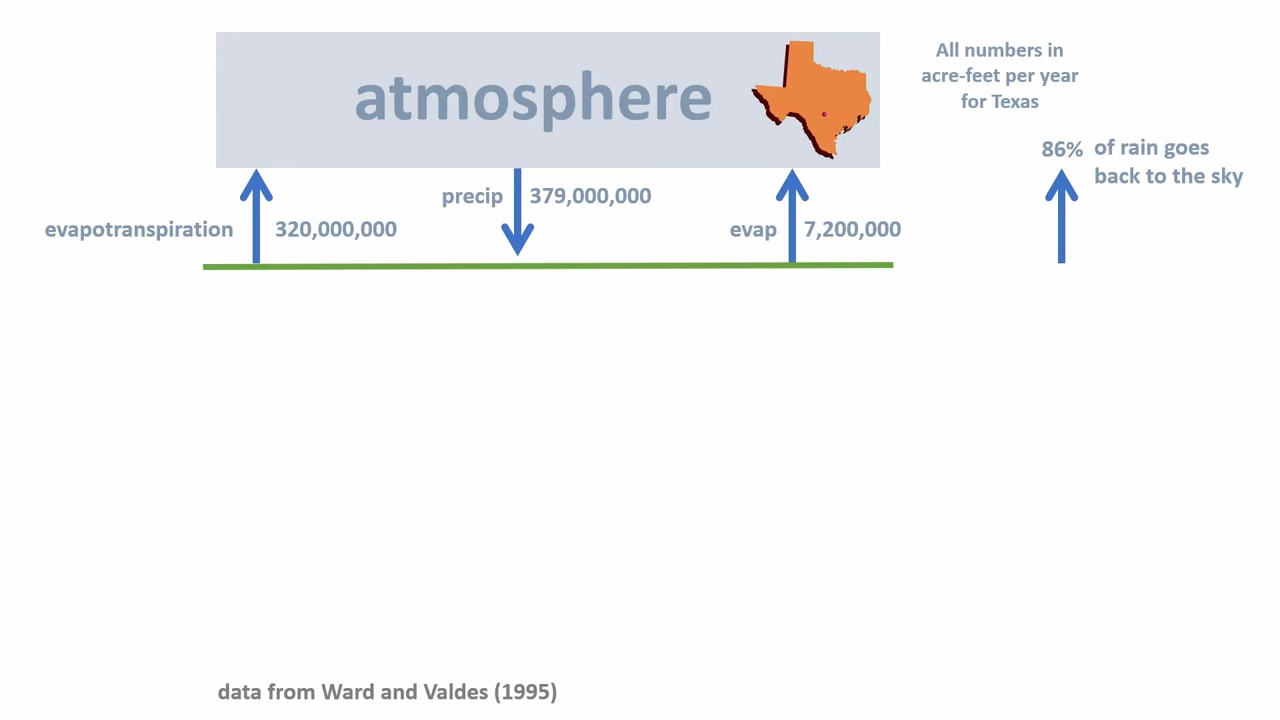 atmosphere
All numbers in
acre-feet per year
for Texas
86% of rain goes
back to the sky
precip 379,000,000
evapotranspiration 320,000,000
evap 7,200,000
data from Ward and Valdes (1995)